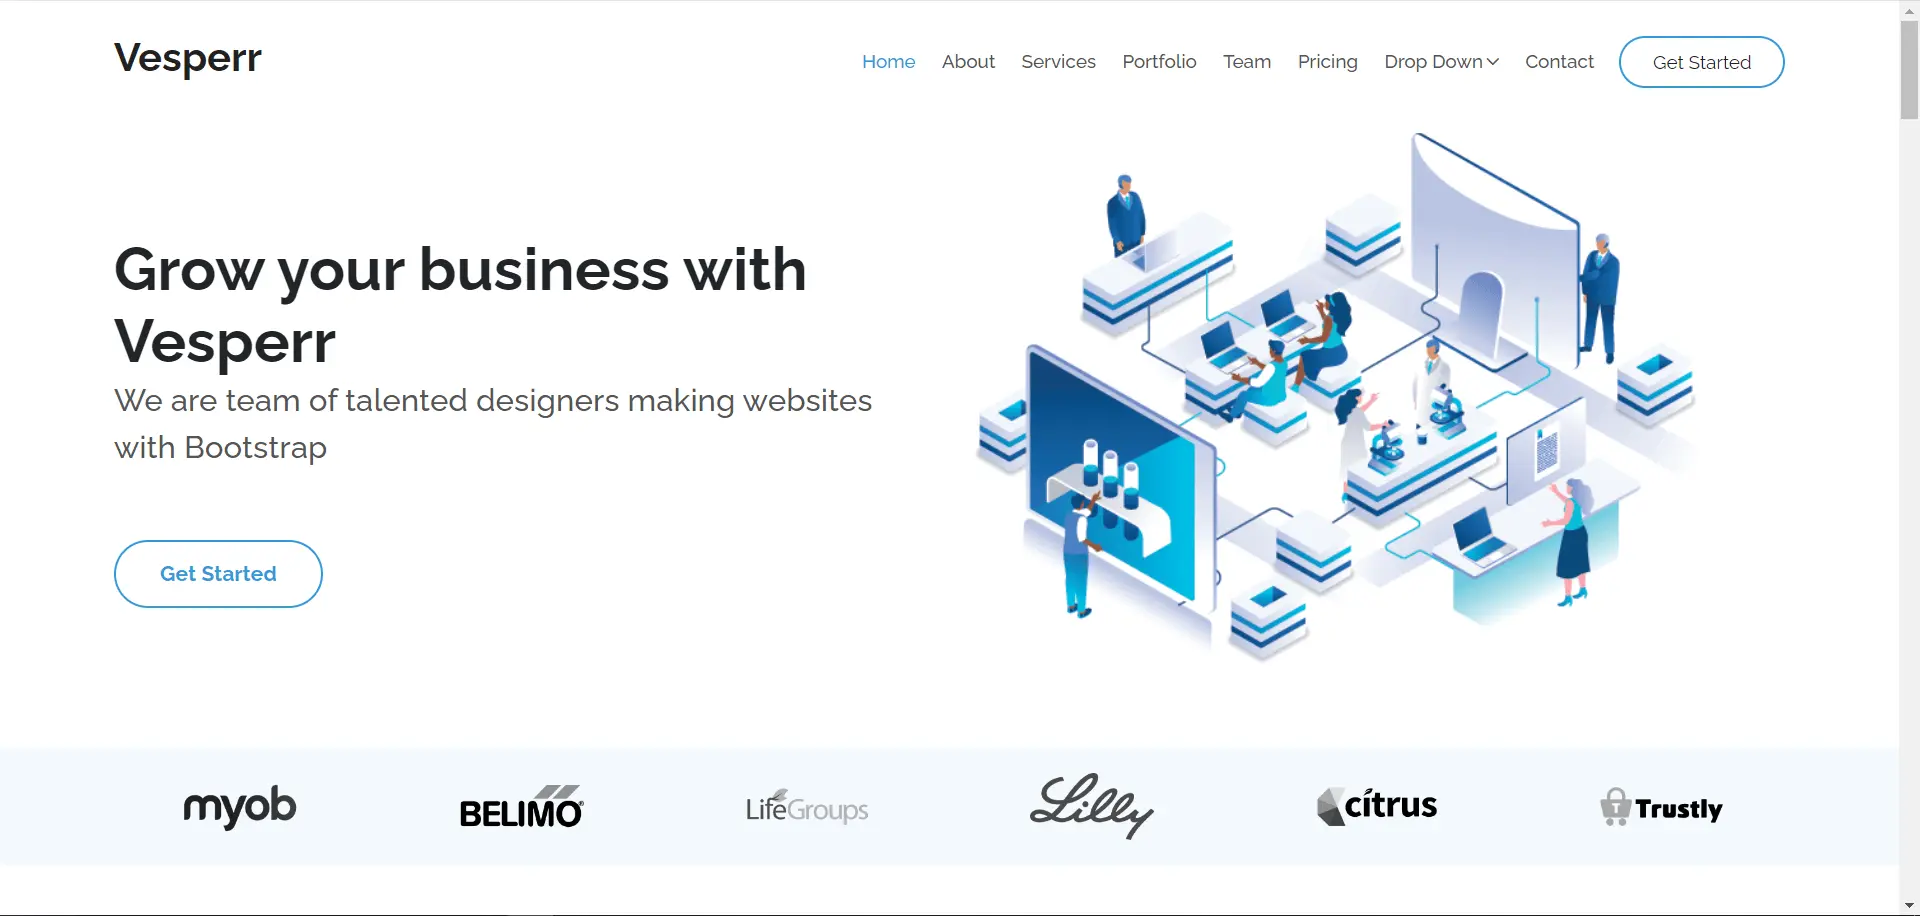 Vesperr
Home About Services Portfolio Team Pricing Drop Down Contact Get Started
Grow your business with
Vesperr
We are team of talented designers making websites
with Bootstrap
Get Started
myob BELIMO® LifeGroups Lilly citrus T Trustly